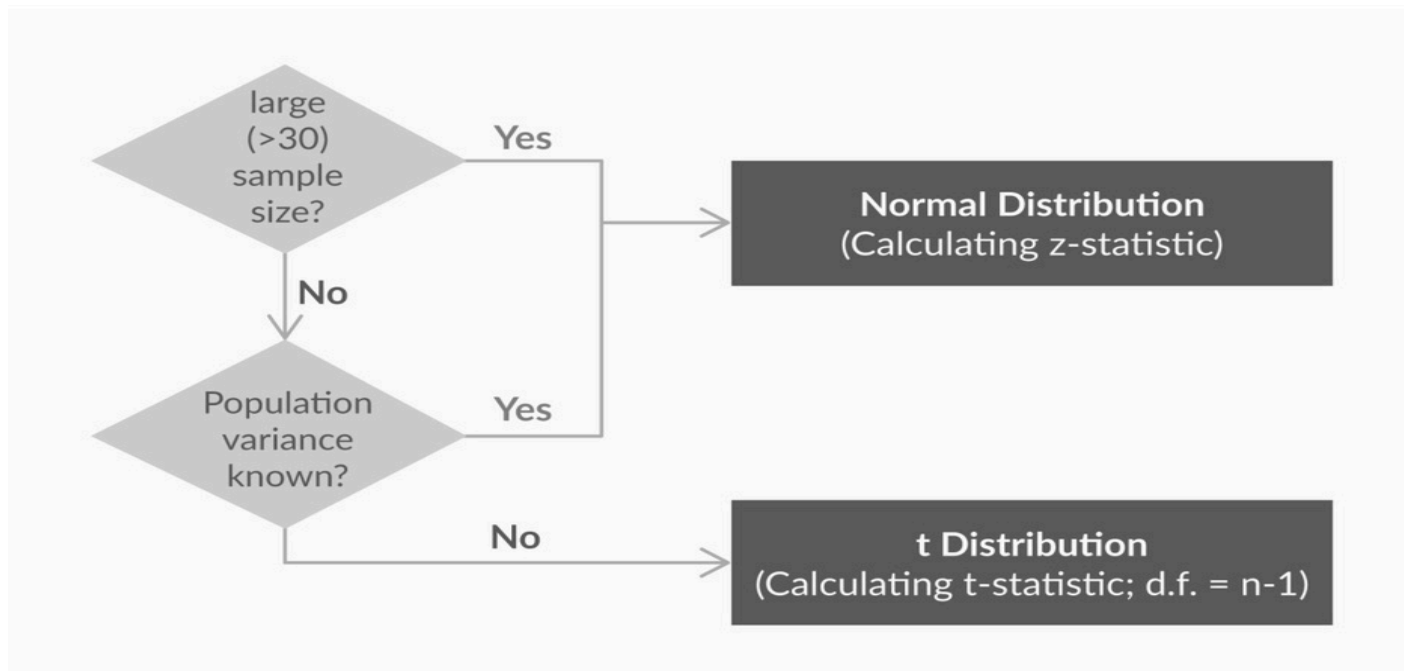 large
(>30)
sample
size?
Yes
Normal Distribution
(Calculating z-statistic)
No
Population
variance
known?
Yes
No
t Distribution
(Calculating t-statistic; d.f. = n-1)